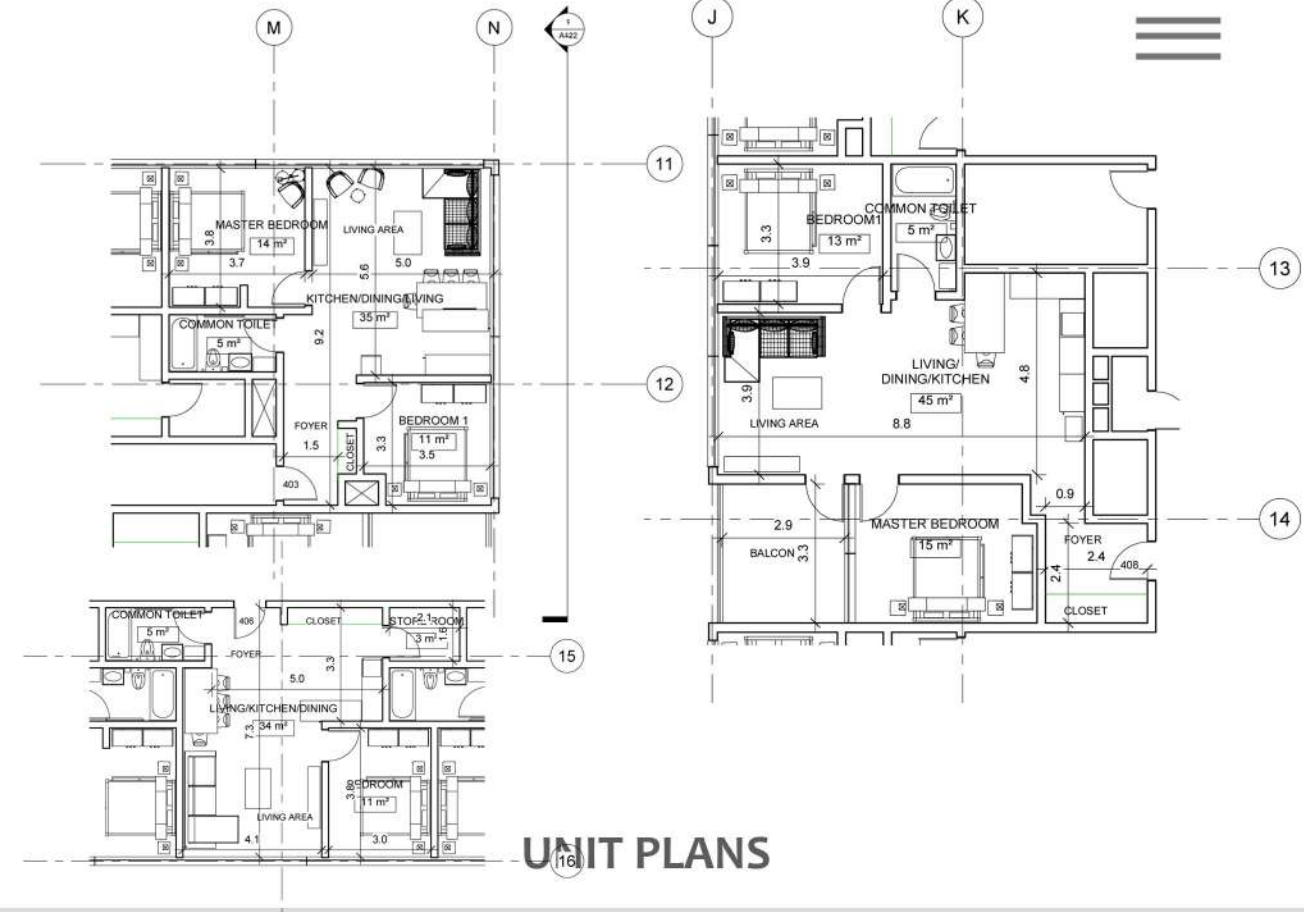 M
N
1
A422
J
K
11
MASTER BEDROOM
14 m²
3.8
3.7
LIVING AREA
5.6
5.0
KITCHEN/DINING/LIVING
35 m²
COMMON TOILET
5 m²
9.2
12
FOYER
1.5
CLOSET
BEDROOM 1
11 m²
3.3
3.5
403
BEDROOM1
13 m²
3.3
3.9
COMMON TOILET
5 m²
13
LIVING/
DINING/KITCHEN
45 m²
4.8
3.9
LIVING AREA
8.8
0.9
14
2.9
BALCON
3.3
MASTER BEDROOM
15 m²
FOYER
2.4
2.4
408
CLOSET
COMMON TOILET
5 m²
406
FOYER
CLOSET
2.1
STORE ROOM
3 m²
1.6
15
3.3
5.0
LIVING/KITCHEN/DINING
34 m²
7.3
LIVING AREA
4.1
3.8
BEDROOM
11 m²
3.0
16
UNIT PLANS